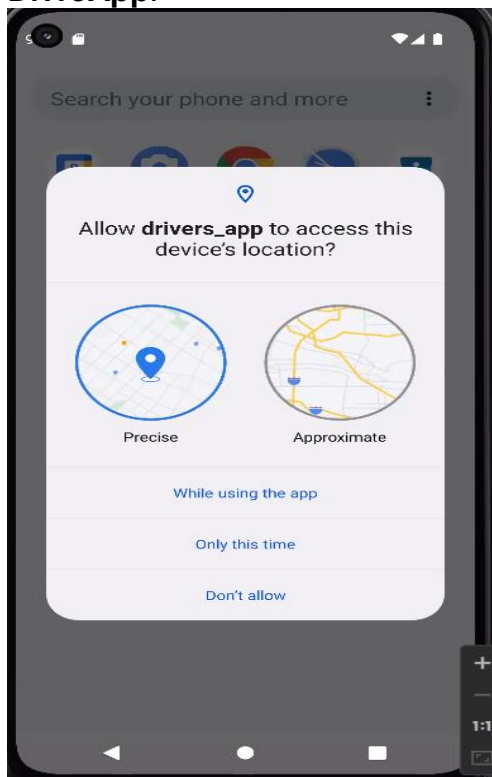 Search your phone and more
Allow drivers_app to access this
device's location?
Precise
Approximate
While using the app
Only this time
Don't allow
1:1